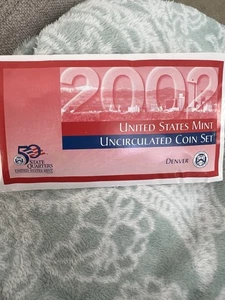 2002
UNITED STATES MINT
UNCIRCULATED COIN SET
50
STATE
QUARTERS
DENVER